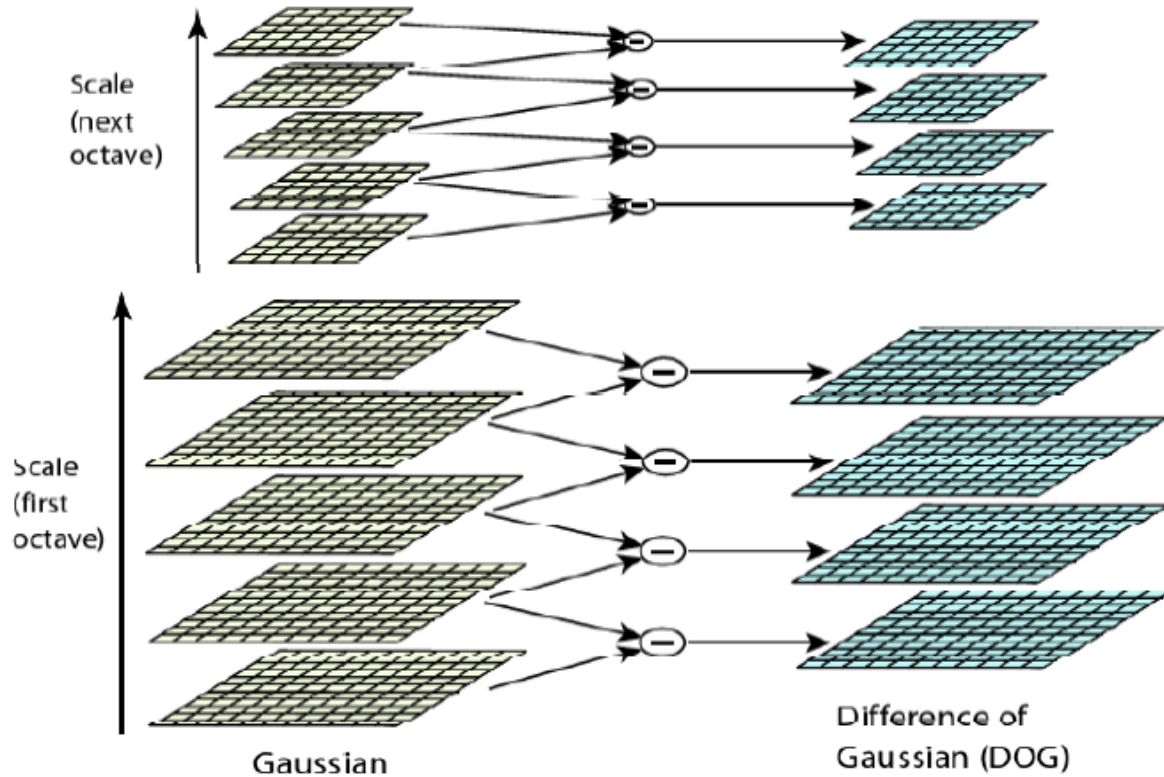 Scale
(next
octave)
Scale
(first
octave)
Gaussian
Difference of
Gaussian (DOG)